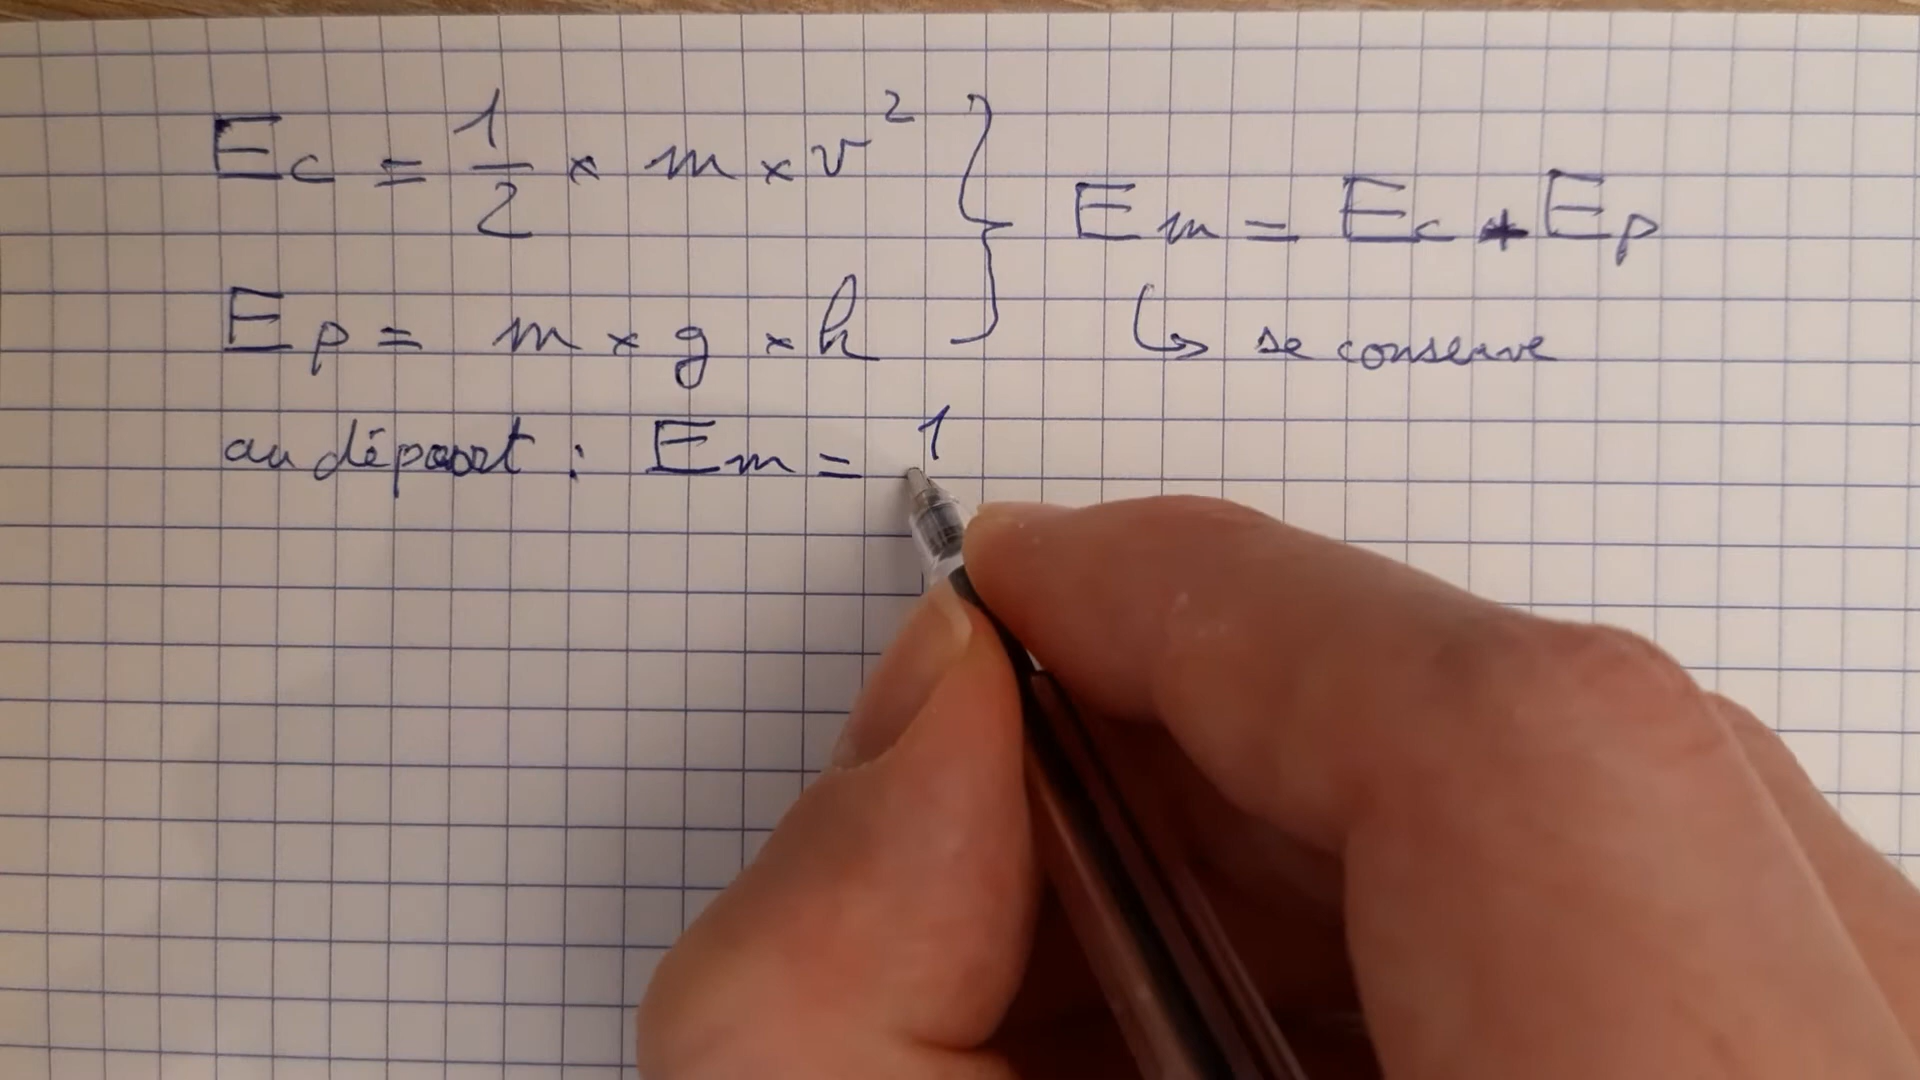 Ec = 1/2 × m × v²
Em = Ec + Ep
Ep = m × g × h
↳ se conserve
au départ : Em = 1